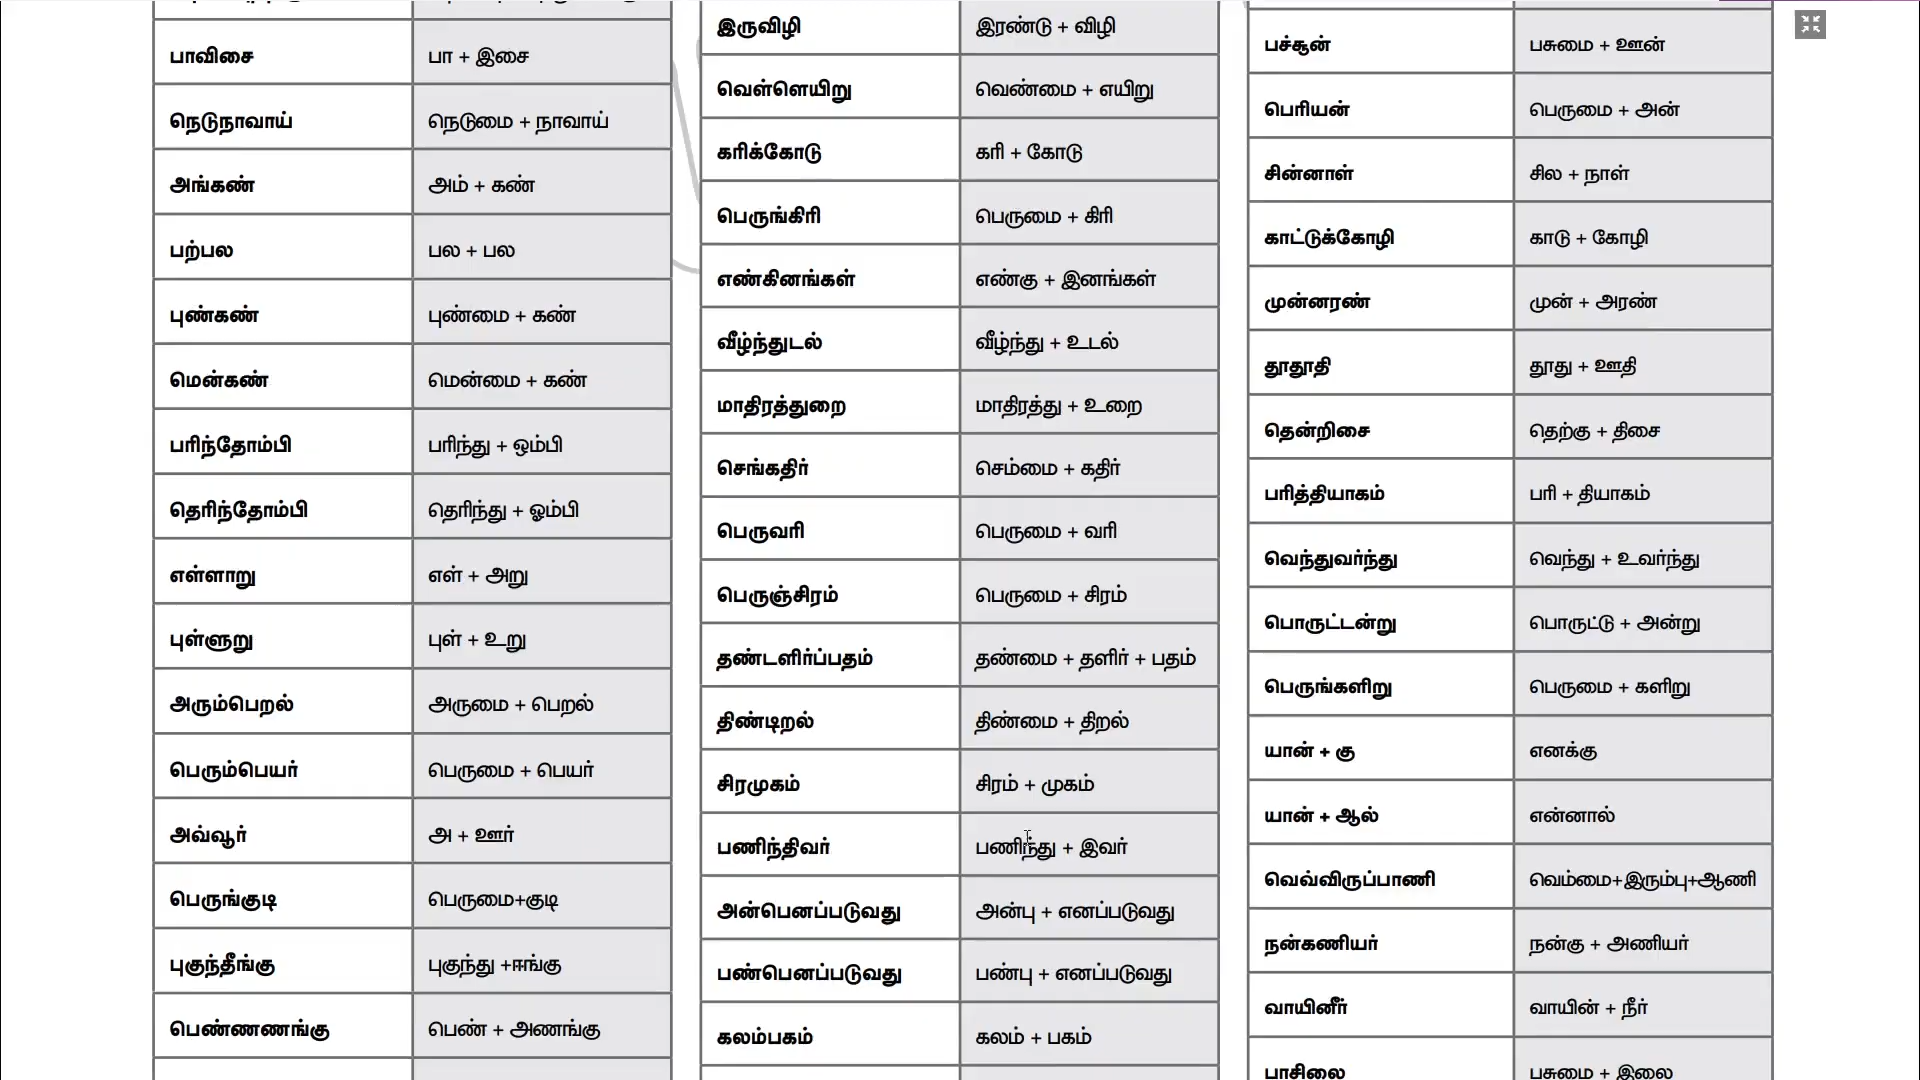 பாவிசை பா + இசை
நெடுநாவாய் நெடுமை + நாவாய்
அங்கண் அம் + கண்
பற்பல பல + பல
புண்கண் புண்மை + கண்
மென்கண் மென்மை + கண்
பரிந்தோம்பி பரிந்து + ஒம்பி
தெரிந்தோம்பி தெரிந்து + ஓம்பி
எள்ளாறு எள் + அறு
புள்ளுறு புள் + உறு
அரும்பெறல் அருமை + பெறல்
பெரும்பெயர் பெருமை + பெயர்
அவ்வூர் அ + ஊர்
பெருங்குடி பெருமை+குடி
புகுந்தீங்கு புகுந்து +ஈங்கு
பெண்ணணங்கு பெண் + அணங்கு
இருவிழி இரண்டு + விழி
வெள்ளெயிறு வெண்மை + எயிறு
கரிக்கோடு கரி + கோடு
பெருங்கிரி பெருமை + கிரி
எண்கினங்கள் எண்கு + இனங்கள்
வீழ்ந்துடல் வீழ்ந்து + உடல்
மாதிரத்துறை மாதிரத்து + உறை
செங்கதிர் செம்மை + கதிர்
பெருவரி பெருமை + வரி
பெருஞ்சிரம் பெருமை + சிரம்
தண்டளிர்ப்பதம் தண்மை + தளிர் + பதம்
திண்டிறல் திண்மை + திறல்
சிரமுகம் சிரம் + முகம்
பணிந்திவர் பணிந்து + இவர்
அன்பெனப்படுவது அன்பு + எனப்படுவது
பண்பெனப்படுவது பண்பு + எனப்படுவது
கலம்பகம் கலம் + பகம்
பச்சூன் பசுமை + ஊன்
பெரியன் பெருமை + அன்
சின்னாள் சில + நாள்
காட்டுக்கோழி காடு + கோழி
முன்னரண் முன் + அரண்
தூதூதி தூது + ஊதி
தென்றிசை தெற்கு + திசை
பரித்தியாகம் பரி + தியாகம்
வெந்துவர்ந்து வெந்து + உவர்ந்து
பொருட்டன்று பொருட்டு + அன்று
பெருங்களிறு பெருமை + களிறு
யான் + கு எனக்கு
யான் + ஆல் என்னால்
வெவ்விருப்பாணி வெம்மை+இரும்பு+ஆணி
நன்கணியர் நன்கு + அணியர்
வாயினீர் வாயின் + நீர்
பாசிலை பசுமை + இலை